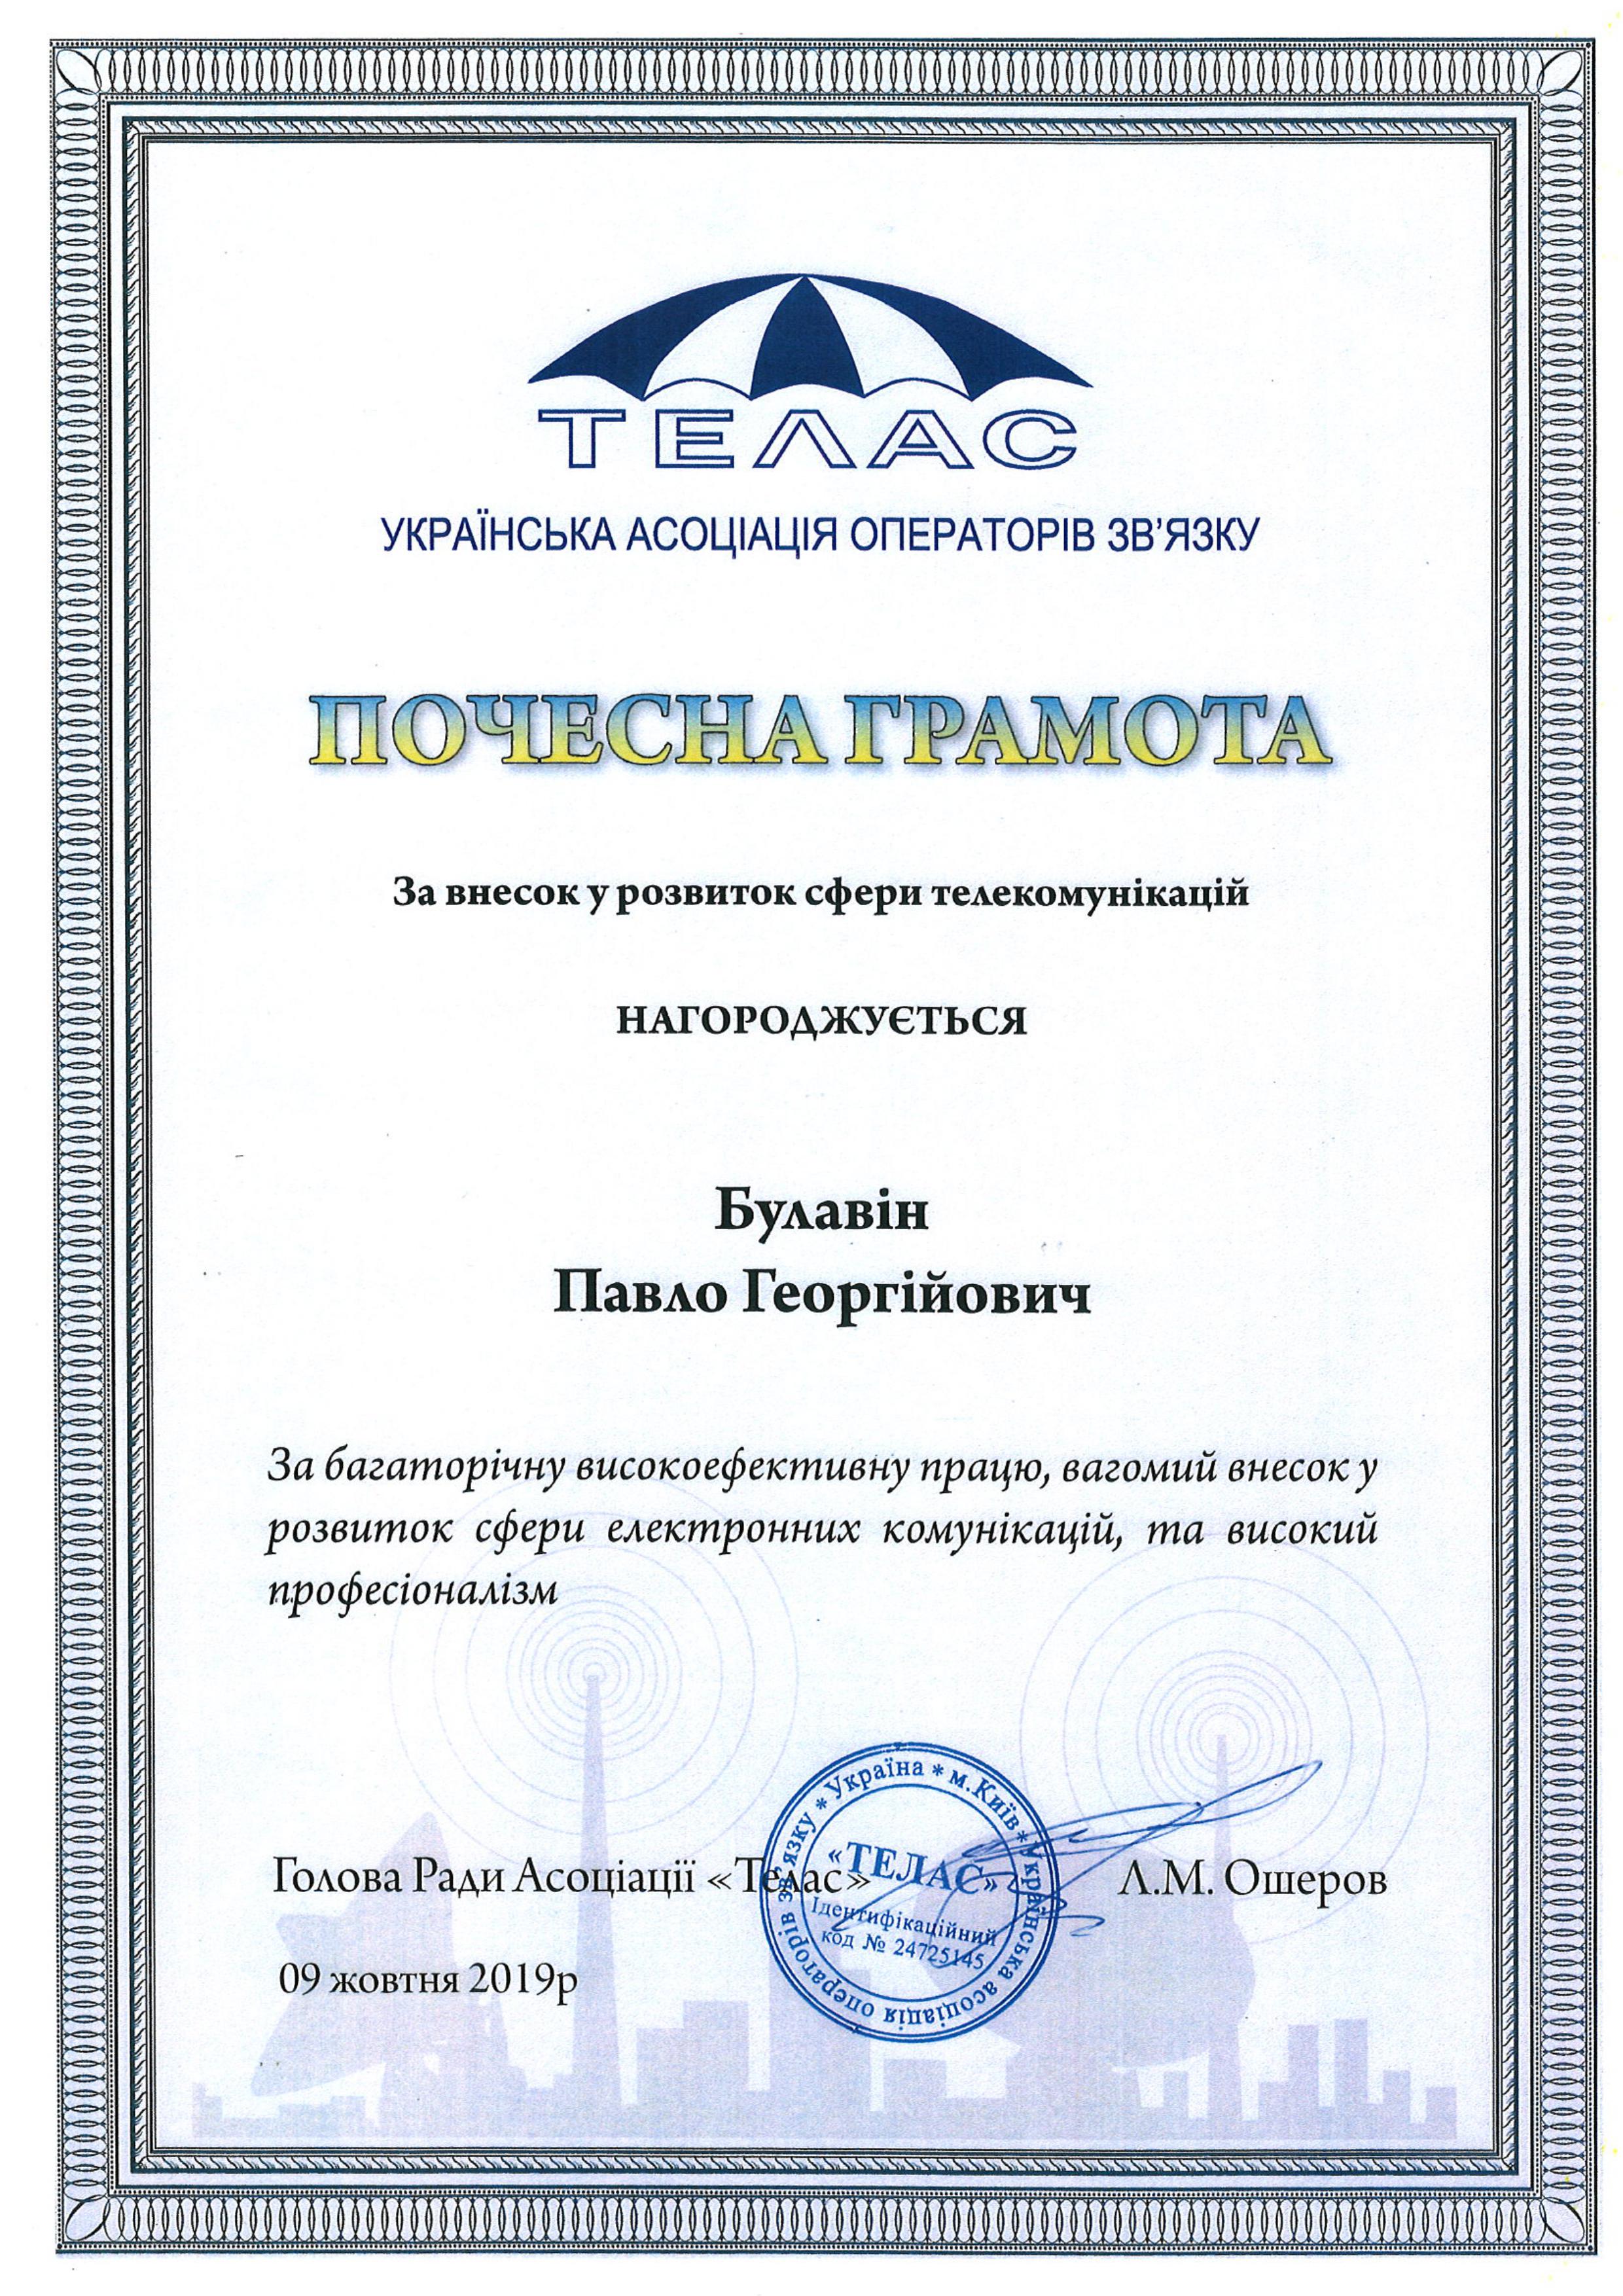 ТЕЛАС
УКРАЇНСЬКА АСОЦІАЦІЯ ОПЕРАТОРІВ ЗВ’ЯЗКУ
ПОЧЕСНА ГРАМОТА
За внесок у розвиток сфери телекомунікацій
НАГОРОДЖУЄТЬСЯ
Булавін
Павло Георгійович
За багаторічну високоефективну працю, вагомий внесок у
розвиток сфери електронних комунікацій, та високий
професіоналізм
Голова Ради Асоціації «Телас»
Л.М. Ошеров
09 жовтня 2019р
* Україна * м.Київ * Українська асоціація операторів зв’язку
«ТЕЛАС»
Ідентифікаційний
код № 24725145